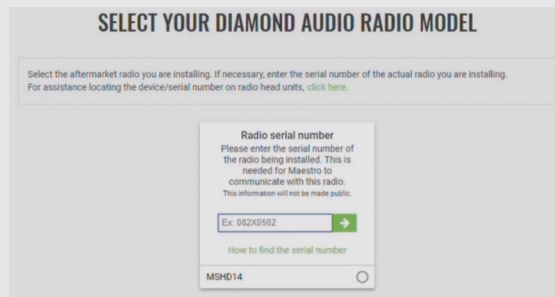 SELECT YOUR DIAMOND AUDIO RADIO MODEL
Select the aftermarket radio you are installing. If necessary, enter the serial number of the actual radio you are installing.
For assistance locating the device/serial number on radio head units, click here.
Radio serial number
Please enter the serial number of
the radio being installed. This is
needed for Maestro to
communicate with this radio.
This information will not be made public.
Ex: 082X0502
How to find the serial number
MSHD14